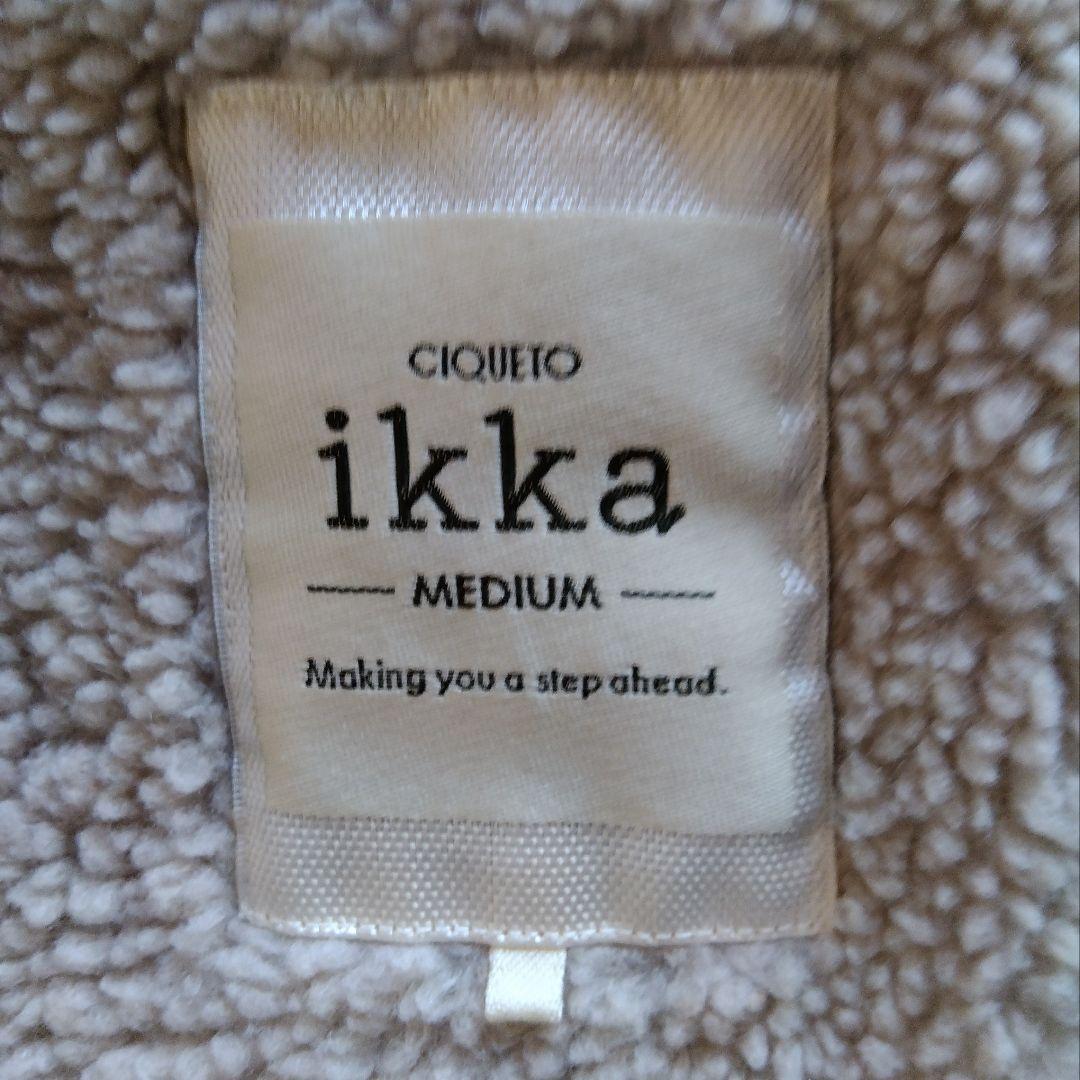 CIQUETO
ikka
MEDIUM
Making you a step ahead.